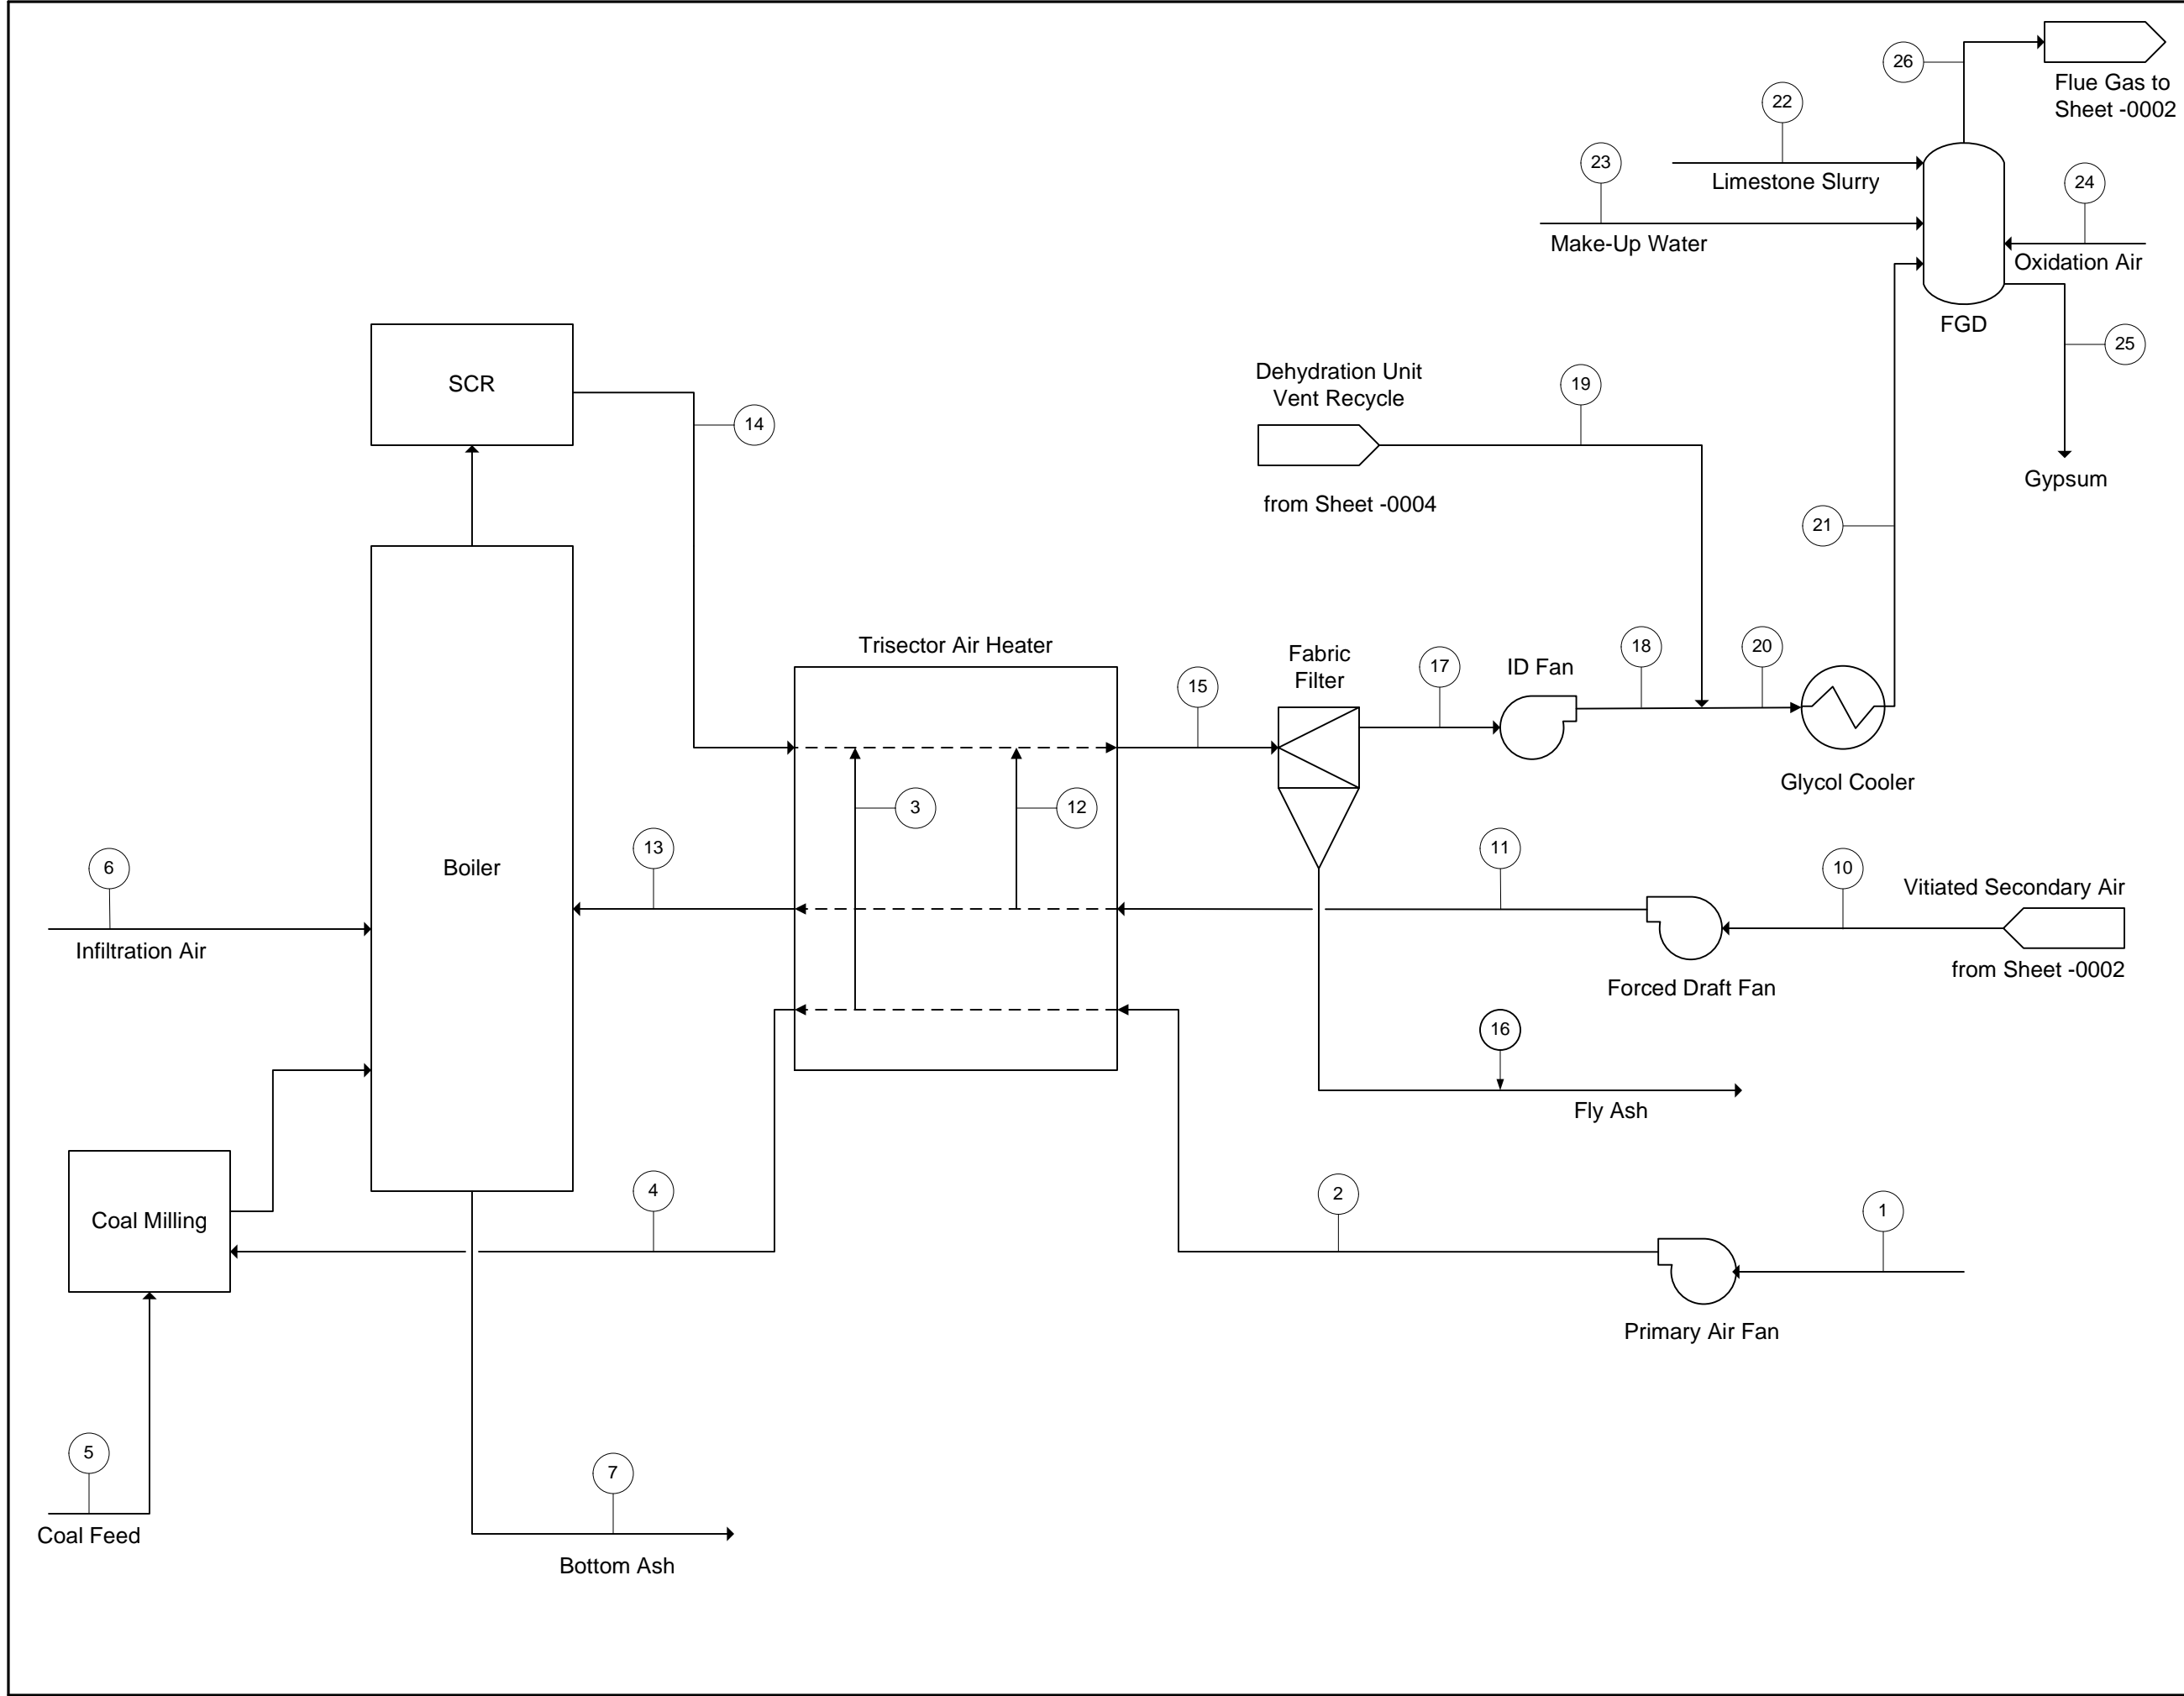 26
Flue Gas to
Sheet -0002
22
Limestone Slurry
23
Make-Up Water
24
Oxidation Air
FGD
25
Gypsum
SCR
14
Dehydration Unit
Vent Recycle
19
from Sheet -0004
21
Trisector Air Heater
15
Fabric
Filter
17
ID Fan
18
20
Glycol Cooler
3
12
6
Infiltration Air
Boiler
13
11
10
Vitiated Secondary Air
from Sheet -0002
Forced Draft Fan
16
Fly Ash
Coal Milling
4
2
1
Primary Air Fan
5
Coal Feed
7
Bottom Ash